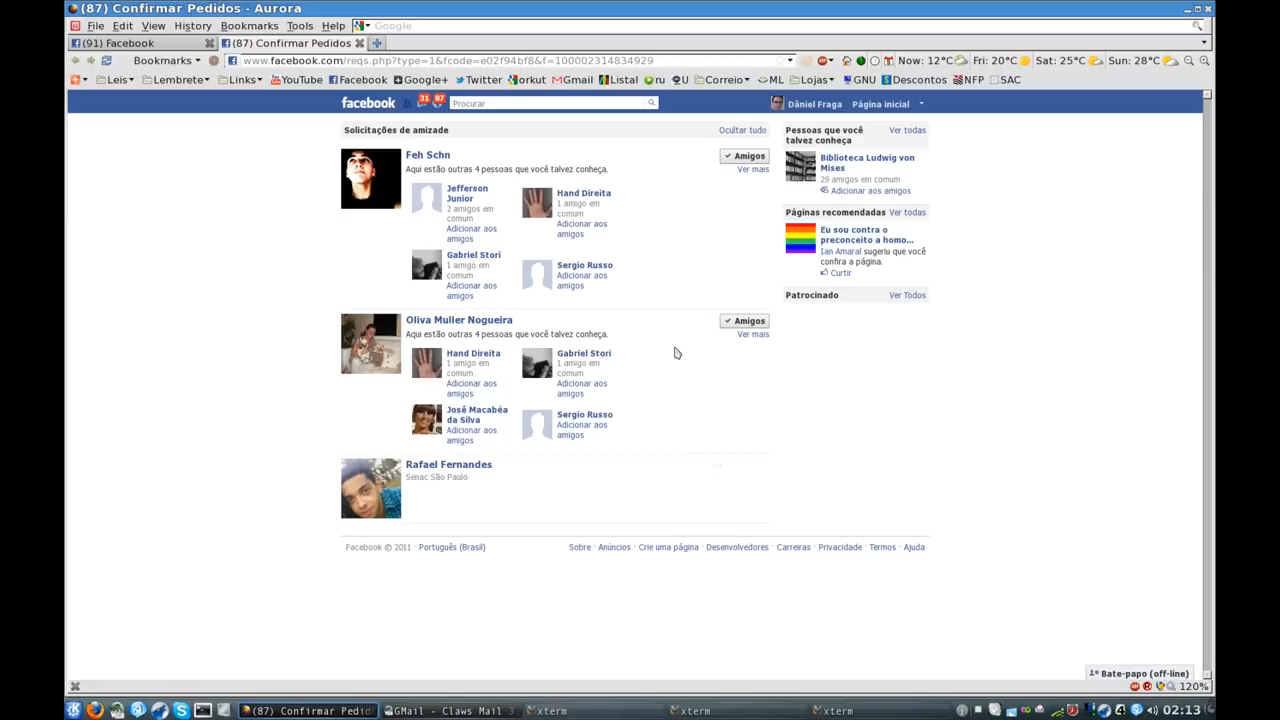 (87) Confirmar Pedidos - Aurora
File Edit View History Bookmarks Tools Help Google
(91) Facebook
(87) Confirmar Pedidos
Bookmarks www.facebook.com/reqs.php?type=1&fcode=e02f94bf8&f=100002314834929 Now: 12°C Fri: 20°C Sat: 25°C Sun: 28°C
Leis Lembrete Links YouTube Facebook Google+ Twitter orkut Gmail Listal ru U Correio ML Lojas GNU Descontos NFP SAC
facebook 31 87 Procurar Dâniel Fraga Página inicial
Solicitações de amizade Ocultar tudo
Feh Schn Amigos
Aqui estão outras 4 pessoas que você talvez conheça. Ver mais
Jefferson
Junior
2 amigos em
comum
Adicionar aos
amigos
Hand Direita
1 amigo em
comum
Adicionar aos
amigos
Gabriel Stori
1 amigo em
comum
Adicionar aos
amigos
Sergio Russo
Adicionar aos
amigos
Oliva Muller Nogueira Amigos
Aqui estão outras 4 pessoas que você talvez conheça. Ver mais
Hand Direita
1 amigo em
comum
Adicionar aos
amigos
Gabriel Stori
1 amigo em
comum
Adicionar aos
amigos
José Macabéa
da Silva
Adicionar aos
amigos
Sergio Russo
Adicionar aos
amigos
Rafael Fernandes
Senac São Paulo
Pessoas que você
talvez conheça
Ver todas
Biblioteca Ludwig von
Mises
29 amigos em comum
Adicionar aos amigos
Páginas recomendadas Ver todas
Eu sou contra o
preconceito a homo...
Ian Amaral sugeriu que você
confira a página.
Curtir
Patrocinado Ver Todos
Facebook © 2011 · Português (Brasil) Sobre · Anúncios · Crie uma página · Desenvolvedores · Carreiras · Privacidade · Termos · Ajuda
Bate-papo (off-line)
120%
(87) Confirmar Pedid GMail - Claws Mail 3 xterm xterm xterm 02:13